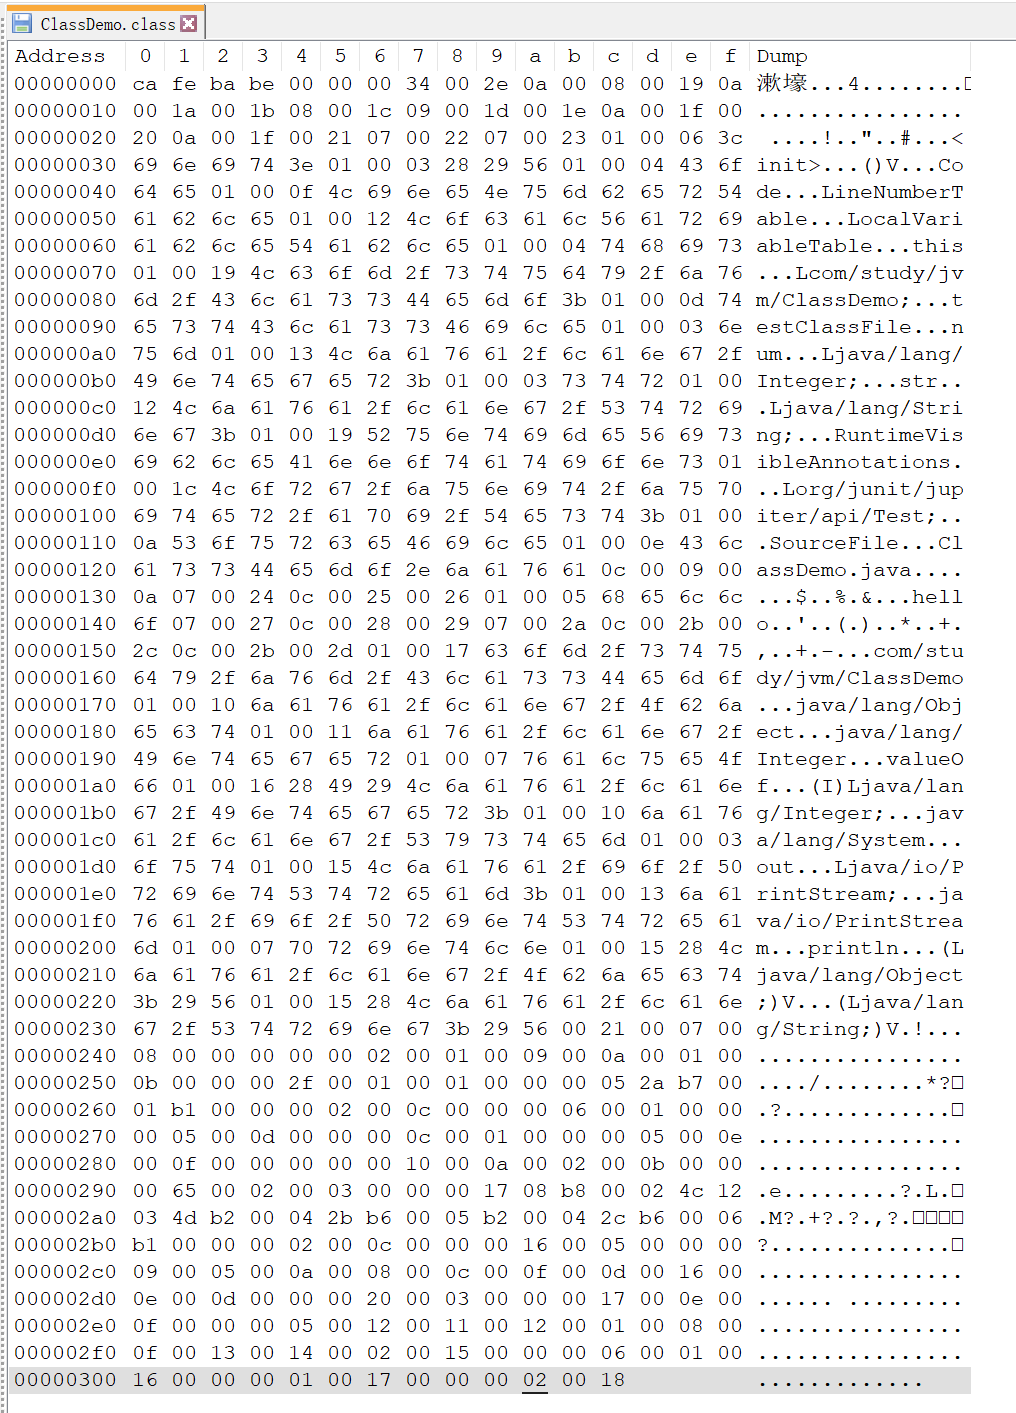 ClassDemo.class
Address 0 1 2 3 4 5 6 7 8 9 a b c d e f Dump
00000000 ca fe ba be 00 00 00 34 00 2e 0a 00 08 00 19 0a 漱壕...4........□
00000010 00 1a 00 1b 08 00 1c 09 00 1d 00 1e 0a 00 1f 00 ................
00000020 20 0a 00 1f 00 21 07 00 22 07 00 23 01 00 06 3c  ....!.."..#...<
00000030 69 6e 69 74 3e 01 00 03 28 29 56 01 00 04 43 6f init>...()V...Co
00000040 64 65 01 00 0f 4c 69 6e 65 4e 75 6d 62 65 72 54 de...LineNumberT
00000050 61 62 6c 65 01 00 12 4c 6f 63 61 6c 56 61 72 69 able...LocalVari
00000060 61 62 6c 65 54 61 62 6c 65 01 00 04 74 68 69 73 ableTable...this
00000070 01 00 19 4c 63 6f 6d 2f 73 74 75 64 79 2f 6a 76 ...Lcom/study/jv
00000080 6d 2f 43 6c 61 73 73 44 65 6d 6f 3b 01 00 0d 74 m/ClassDemo;...t
00000090 65 73 74 43 6c 61 73 73 46 69 6c 65 01 00 03 6e estClassFile...n
000000a0 75 6d 01 00 13 4c 6a 61 76 61 2f 6c 61 6e 67 2f um...Ljava/lang/
000000b0 49 6e 74 65 67 65 72 3b 01 00 03 73 74 72 01 00 Integer;...str..
000000c0 12 4c 6a 61 76 61 2f 6c 61 6e 67 2f 53 74 72 69 .Ljava/lang/Stri
000000d0 6e 67 3b 01 00 19 52 75 6e 74 69 6d 65 56 69 73 ng;...RuntimeVis
000000e0 69 62 6c 65 41 6e 6e 6f 74 61 74 69 6f 6e 73 01 ibleAnnotations.
000000f0 00 1c 4c 6f 72 67 2f 6a 75 6e 69 74 2f 6a 75 70 ..Lorg/junit/jup
00000100 69 74 65 72 2f 61 70 69 2f 54 65 73 74 3b 01 00 iter/api/Test;..
00000110 0a 53 6f 75 72 63 65 46 69 6c 65 01 00 0e 43 6c .SourceFile...Cl
00000120 61 73 73 44 65 6d 6f 2e 6a 61 76 61 0c 00 09 00 assDemo.java....
00000130 0a 07 00 24 0c 00 25 00 26 01 00 05 68 65 6c 6c ...$..%.&...hell
00000140 6f 07 00 27 0c 00 28 00 29 07 00 2a 0c 00 2b 00 o..'..(.)..*..+.
00000150 2c 0c 00 2b 00 2d 01 00 17 63 6f 6d 2f 73 74 75 ,..+.-...com/stu
00000160 64 79 2f 6a 76 6d 2f 43 6c 61 73 73 44 65 6d 6f dy/jvm/ClassDemo
00000170 01 00 10 6a 61 76 61 2f 6c 61 6e 67 2f 4f 62 6a ...java/lang/Obj
00000180 65 63 74 01 00 11 6a 61 76 61 2f 6c 61 6e 67 2f ect...java/lang/
00000190 49 6e 74 65 67 65 72 01 00 07 76 61 6c 75 65 4f Integer...valueO
000001a0 66 01 00 16 28 49 29 4c 6a 61 76 61 2f 6c 61 6e f...(I)Ljava/lan
000001b0 67 2f 49 6e 74 65 67 65 72 3b 01 00 10 6a 61 76 g/Integer;...jav
000001c0 61 2f 6c 61 6e 67 2f 53 79 73 74 65 6d 01 00 03 a/lang/System...
000001d0 6f 75 74 01 00 15 4c 6a 61 76 61 2f 69 6f 2f 50 out...Ljava/io/P
000001e0 72 69 6e 74 53 74 72 65 61 6d 3b 01 00 13 6a 61 rintStream;...ja
000001f0 76 61 2f 69 6f 2f 50 72 69 6e 74 53 74 72 65 61 va/io/PrintStrea
00000200 6d 01 00 07 70 72 69 6e 74 6c 6e 01 00 15 28 4c m...println...(L
00000210 6a 61 76 61 2f 6c 61 6e 67 2f 4f 62 6a 65 63 74 java/lang/Object
00000220 3b 29 56 01 00 15 28 4c 6a 61 76 61 2f 6c 61 6e ;)V...(Ljava/lan
00000230 67 2f 53 74 72 69 6e 67 3b 29 56 00 21 00 07 00 g/String;)V.!...
00000240 08 00 00 00 00 00 02 00 01 00 09 00 0a 00 01 00 ................
00000250 0b 00 00 00 2f 00 01 00 01 00 00 00 05 2a b7 00 ..../........*?□
00000260 01 b1 00 00 00 02 00 0c 00 00 00 06 00 01 00 00 .?.............□
00000270 00 05 00 0d 00 00 00 0c 00 01 00 00 00 05 00 0e ................
00000280 00 0f 00 00 00 00 00 10 00 0a 00 02 00 0b 00 00 ................
00000290 00 65 00 02 00 03 00 00 00 17 08 b8 00 02 4c 12 .e.........?.L.□
000002a0 03 4d b2 00 04 2b b6 00 05 b2 00 04 2c b6 00 06 .M?.+?.?.,?.□□□□
000002b0 b1 00 00 00 02 00 0c 00 00 00 16 00 05 00 00 00 ?..............□
000002c0 09 00 05 00 0a 00 08 00 0c 00 0f 00 0d 00 16 00 ................
000002d0 0e 00 0d 00 00 00 20 00 03 00 00 00 17 00 0e 00 ...... .........
000002e0 0f 00 00 00 05 00 12 00 11 00 12 00 01 00 08 00 ................
000002f0 0f 00 13 00 14 00 02 00 15 00 00 00 06 00 01 00 ................
00000300 16 00 00 00 01 00 17 00 00 00 02 00 18 .............